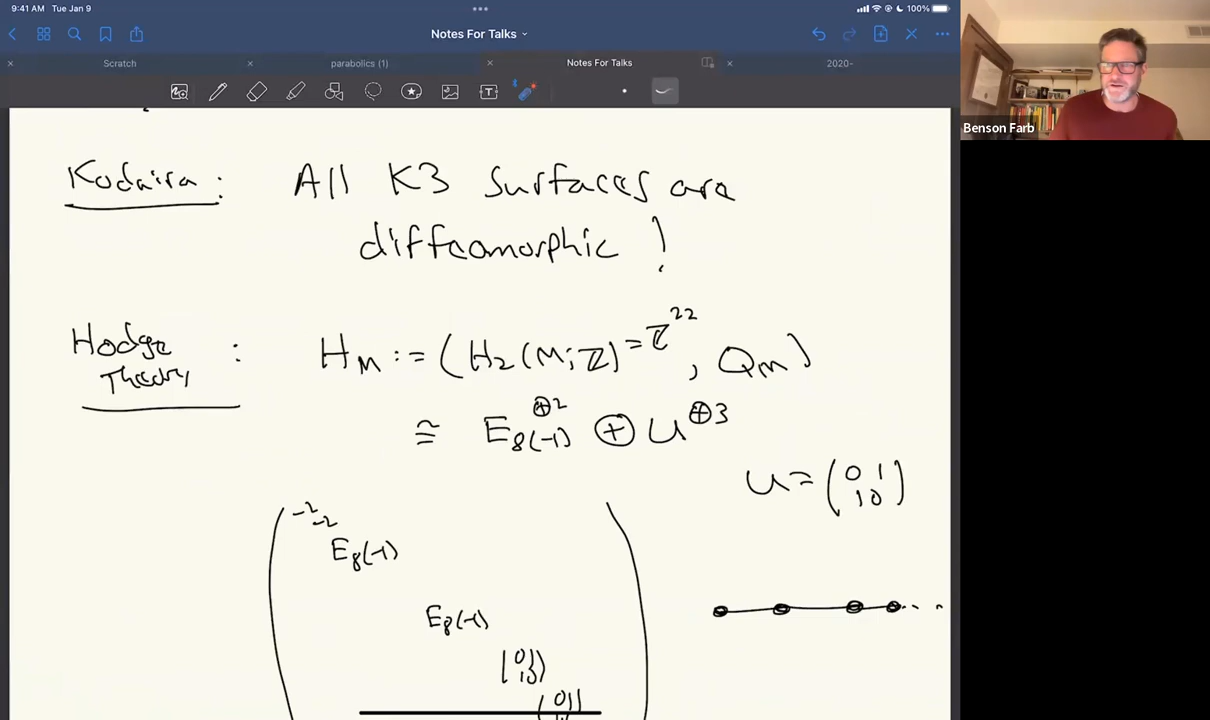 9:41 AM Tue Jan 9
100%
Notes For Talks
Scratch
parabolics (1)
Notes For Talks
2020-
Benson Farb
Kodaira: All K3 surfaces are
diffeomorphic!
Hodge Theory : H_M := (H_2(M;ℤ) = ℤ^22, Q_M)
≅ E_8(-1)^⊕2 ⊕ U^⊕3
U = (0 1
1 0)
-2
-2
E_8(-1)
E_8(-1)
(0 1
1 0)
(0 1